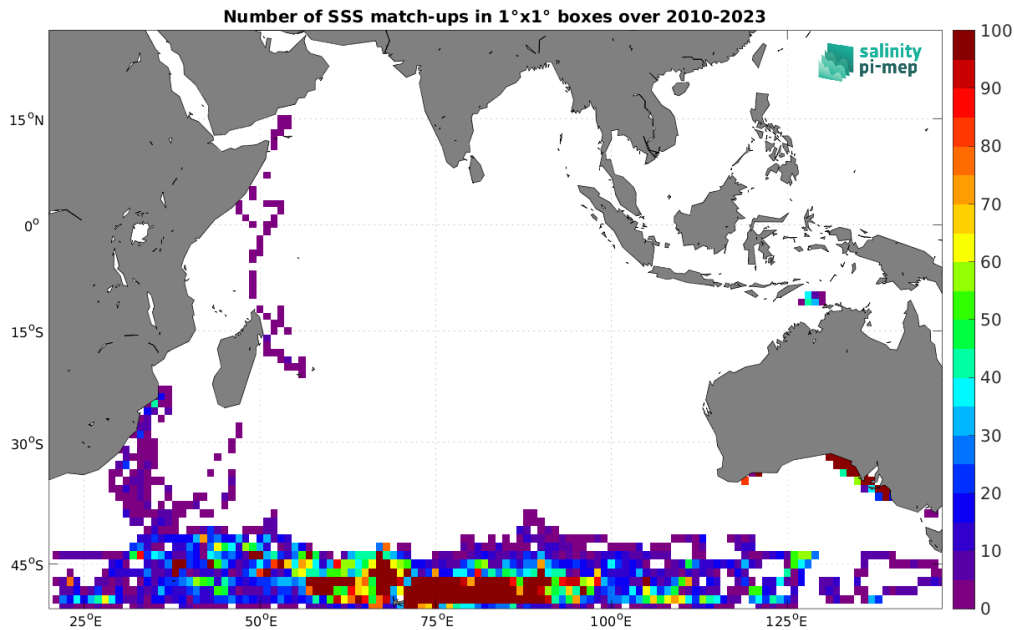 Number of SSS match-ups in 1°x1° boxes over 2010-2023
salinity
pi-mep
15°N
0°
15°S
30°S
45°S
25°E
50°E
75°E
100°E
125°E
100
90
80
70
60
50
40
30
20
10
0